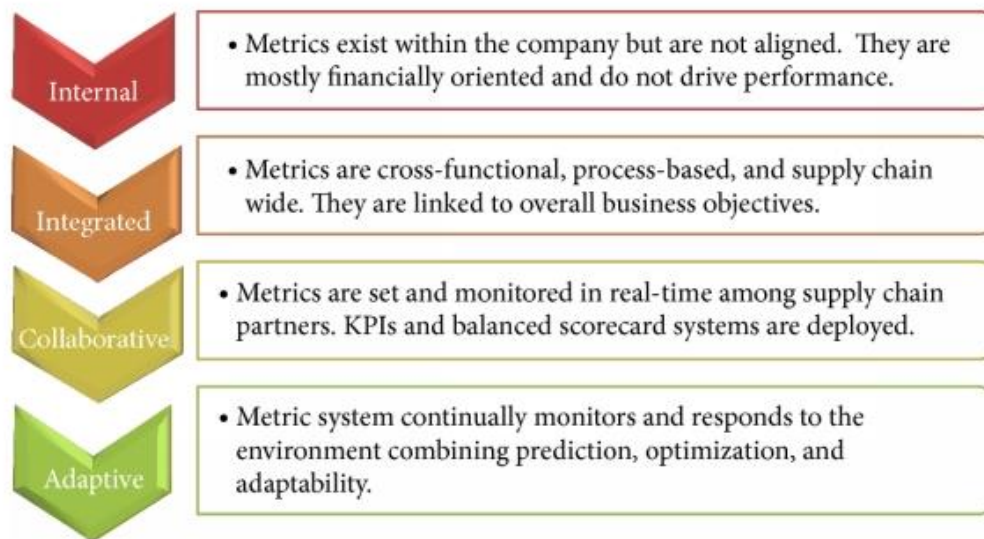 Internal
• Metrics exist within the company but are not aligned. They are
mostly financially oriented and do not drive performance.
Integrated
• Metrics are cross-functional, process-based, and supply chain
wide. They are linked to overall business objectives.
Collaborative
• Metrics are set and monitored in real-time among supply chain
partners. KPIs and balanced scorecard systems are deployed.
Adaptive
• Metric system continually monitors and responds to the
environment combining prediction, optimization, and
adaptability.